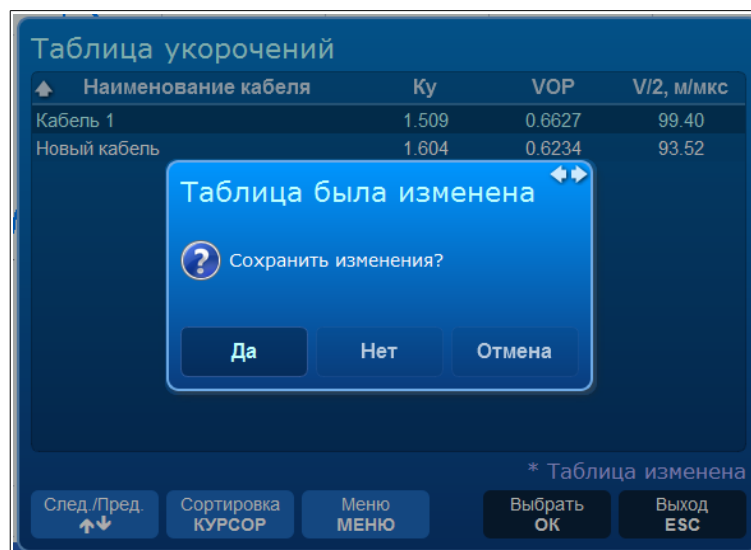 Таблица укорочений
Наименование кабеля Ку VOP V/2, м/мкс
Кабель 1 1.509 0.6627 99.40
Новый кабель 1.604 0.6234 93.52
Таблица была изменена
Сохранить изменения?
Да Нет Отмена
* Таблица изменена
След./Пред. Сортировка Меню Выбрать Выход
КУРСОР МЕНЮ ОК ESC